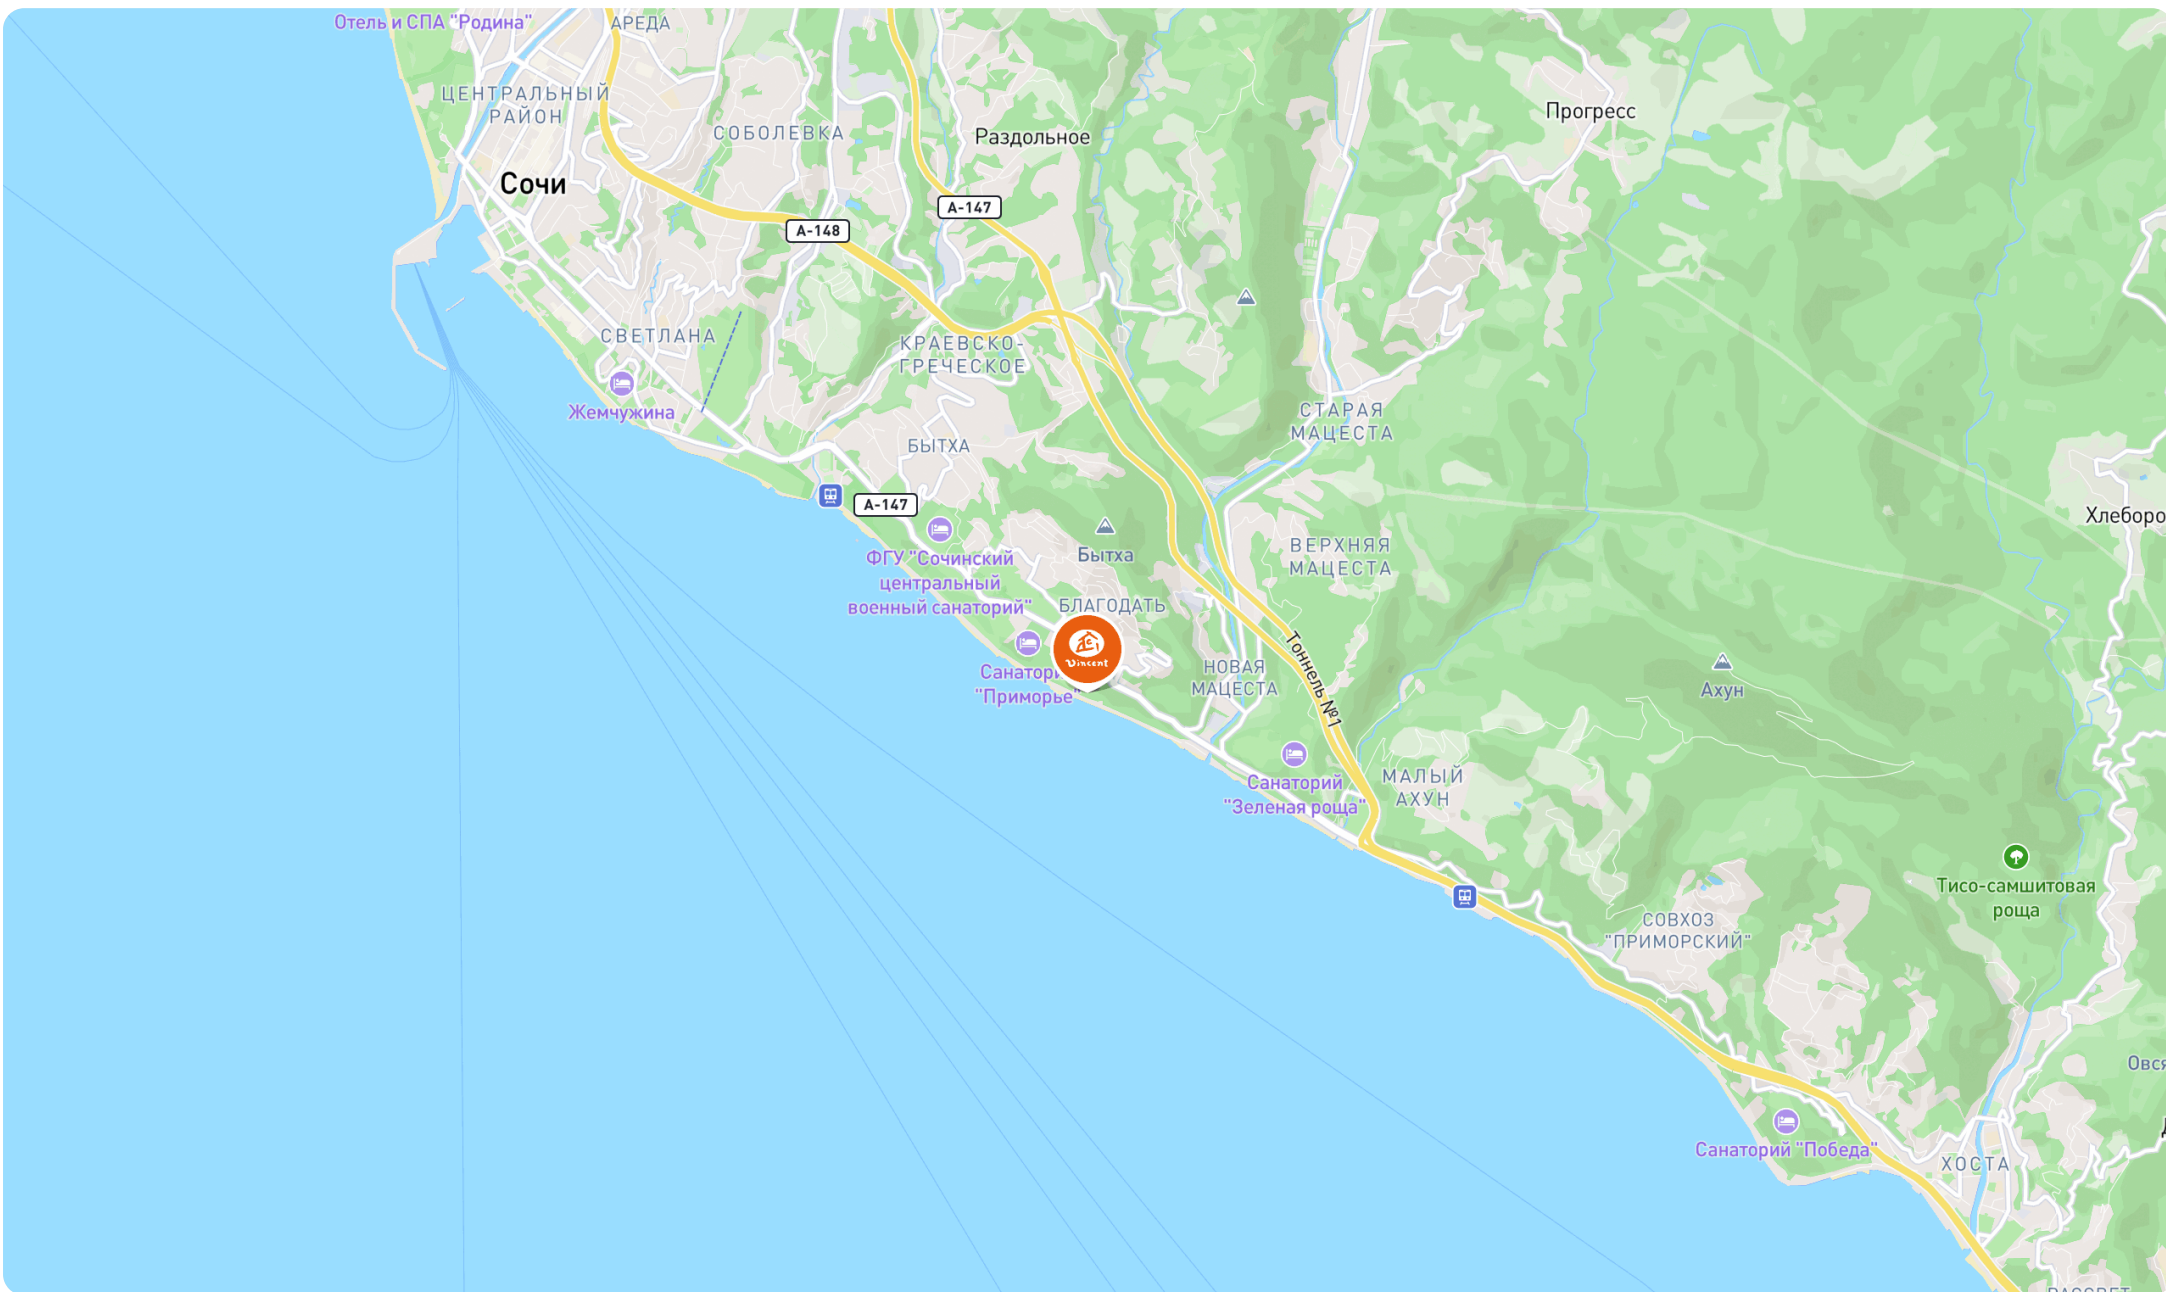 Отель и СПА "Родина"
АРЕДА
ЦЕНТРАЛЬНЫЙ
РАЙОН
СОБОЛЕВКА
Раздольное
Прогресс
Сочи
А-147
А-148
СВЕТЛАНА
КРАЕВСКО-
ГРЕЧЕСКОЕ
Жемчужина
СТАРАЯ
МАЦЕСТА
БЫТХА
А-147
Хлеборо
ФГУ "Сочинский
центральный
военный санаторий"
Бытха
ВЕРХНЯЯ
МАЦЕСТА
БЛАГОДАТЬ
Vincent
Санатори
"Приморье"
НОВАЯ
МАЦЕСТА
Тоннель №1
Ахун
Санаторий
"Зеленая роща"
МАЛЫЙ
АХУН
Тисо-самшитовая
роща
СОВХОЗ
"ПРИМОРСКИЙ"
Овся
Санаторий "Победа"
ХОСТА